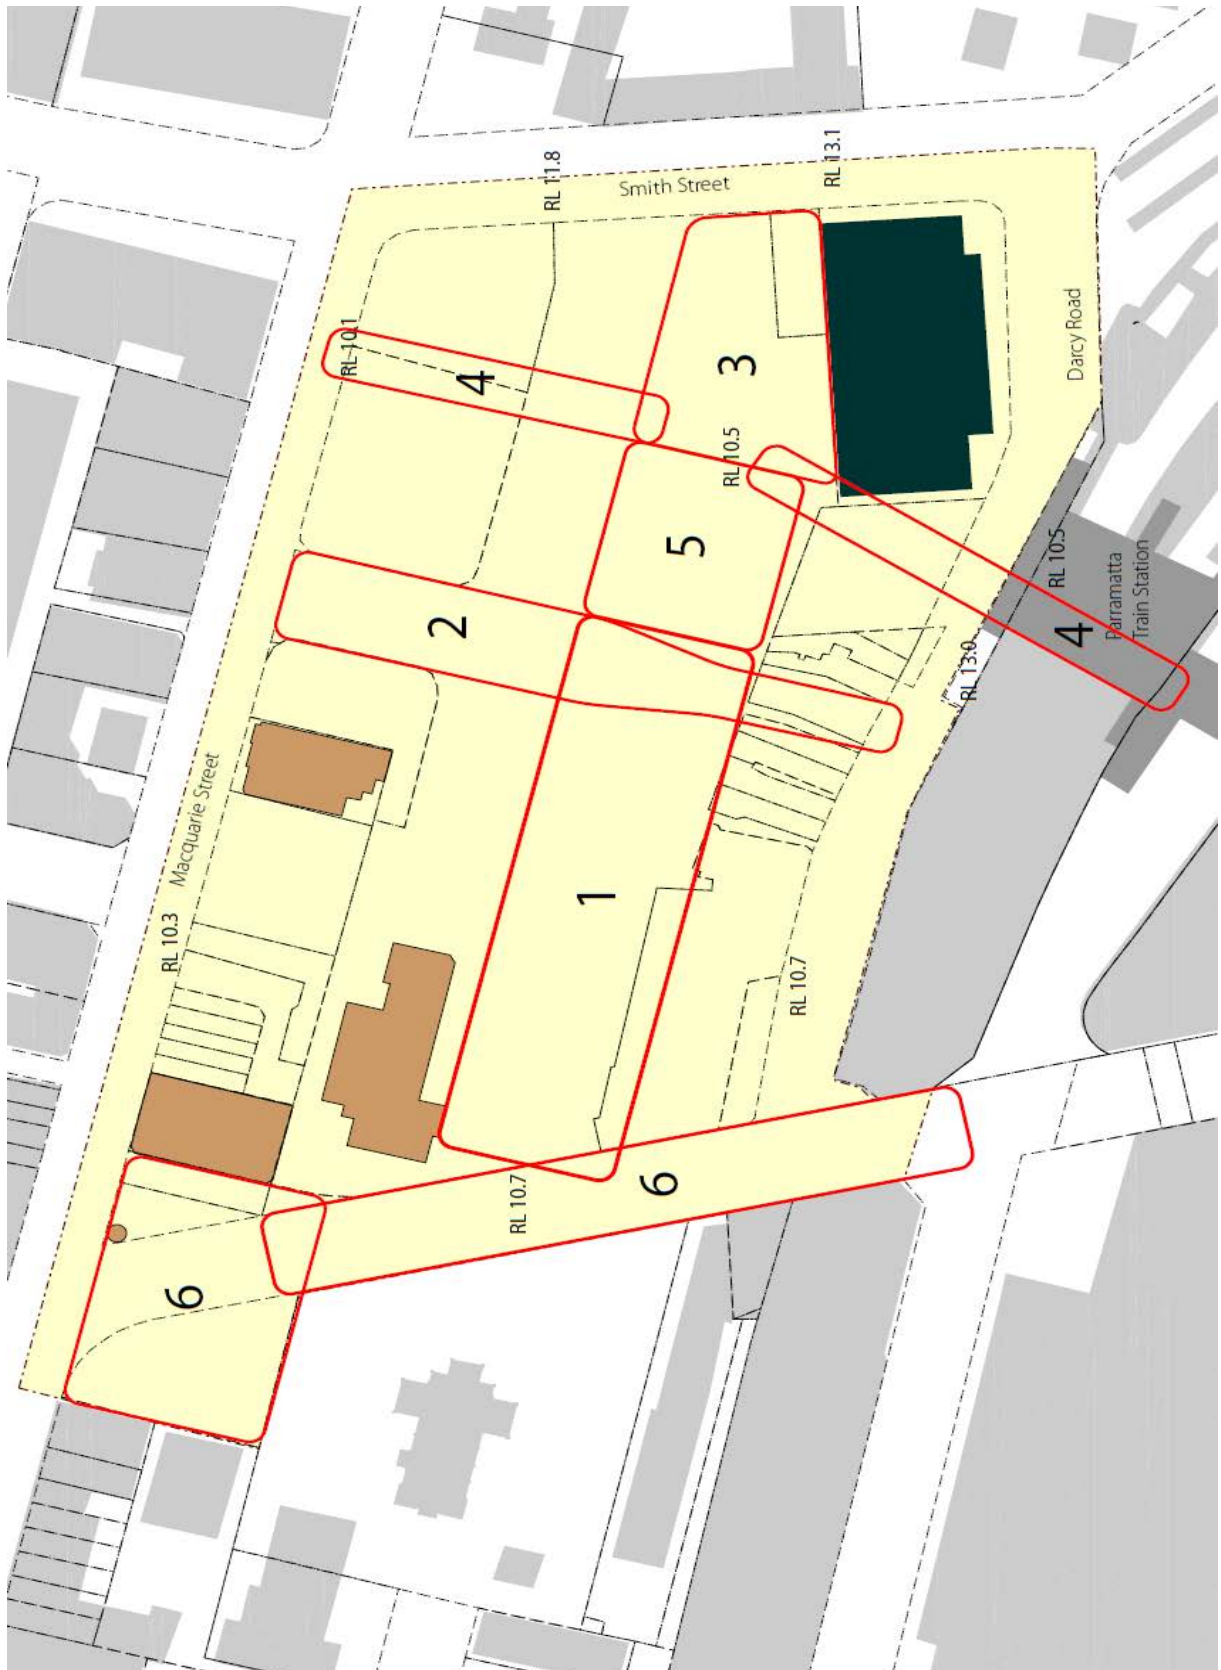 RL 11.8
RL 13.1
Smith Street
RL 10.1
4
3
Darcy Road
RL 10.5
5
2
RL 10.5
4
Parramatta
Train Station
RL 13.0
Macquarie Street
1
RL 10.3
RL 10.7
6
RL 10.7
6